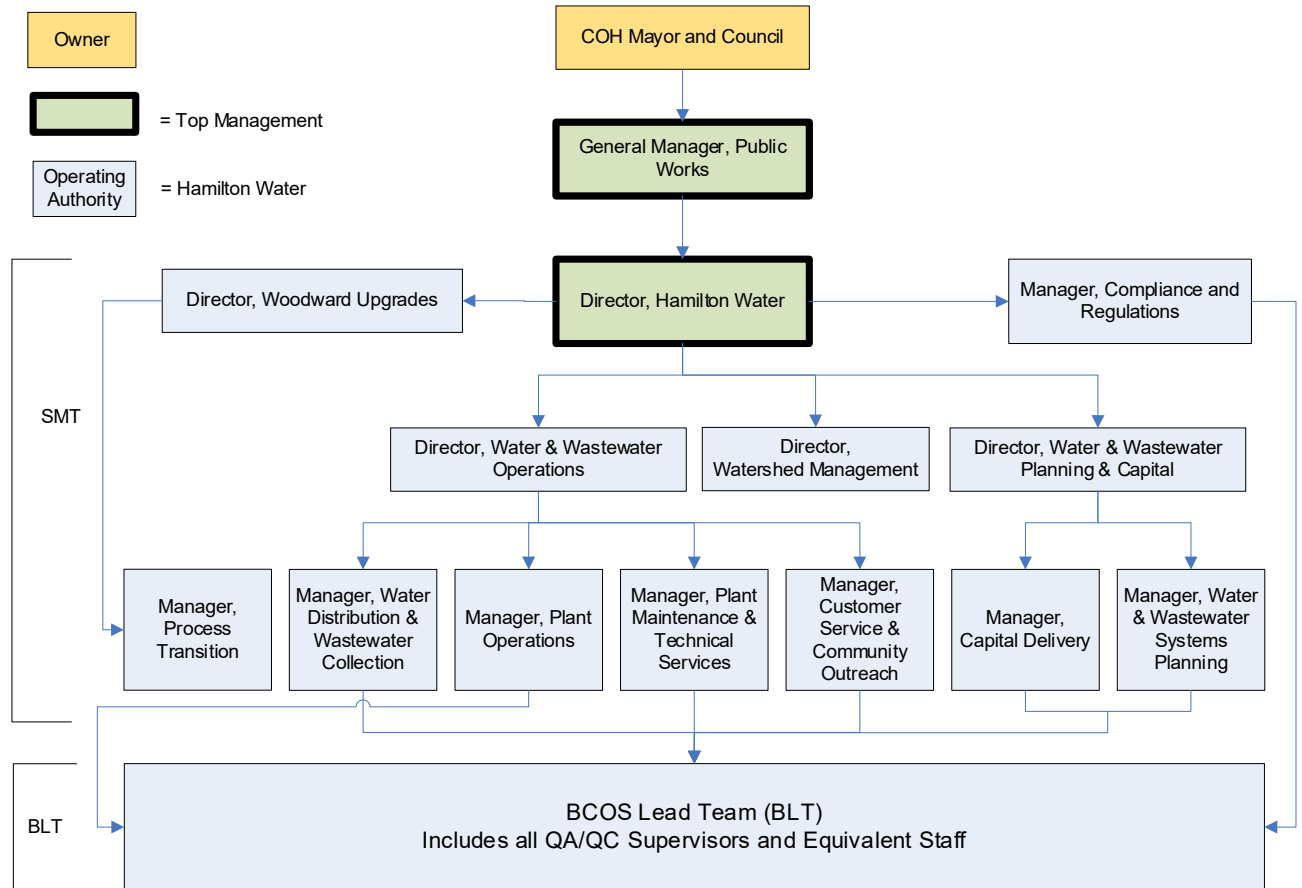 Owner
COH Mayor and Council
= Top Management
General Manager, Public
Works
Operating
Authority
= Hamilton Water
SMT
Director, Woodward Upgrades
Director, Hamilton Water
Manager, Compliance and
Regulations
Director, Water & Wastewater
Operations
Director,
Watershed Management
Director, Water & Wastewater
Planning & Capital
Manager,
Process
Transition
Manager, Water
Distribution &
Wastewater
Collection
Manager, Plant
Operations
Manager, Plant
Maintenance &
Technical
Services
Manager,
Customer
Service &
Community
Outreach
Manager,
Capital Delivery
Manager, Water
& Wastewater
Systems
Planning
BLT
BCOS Lead Team (BLT)
Includes all QA/QC Supervisors and Equivalent Staff